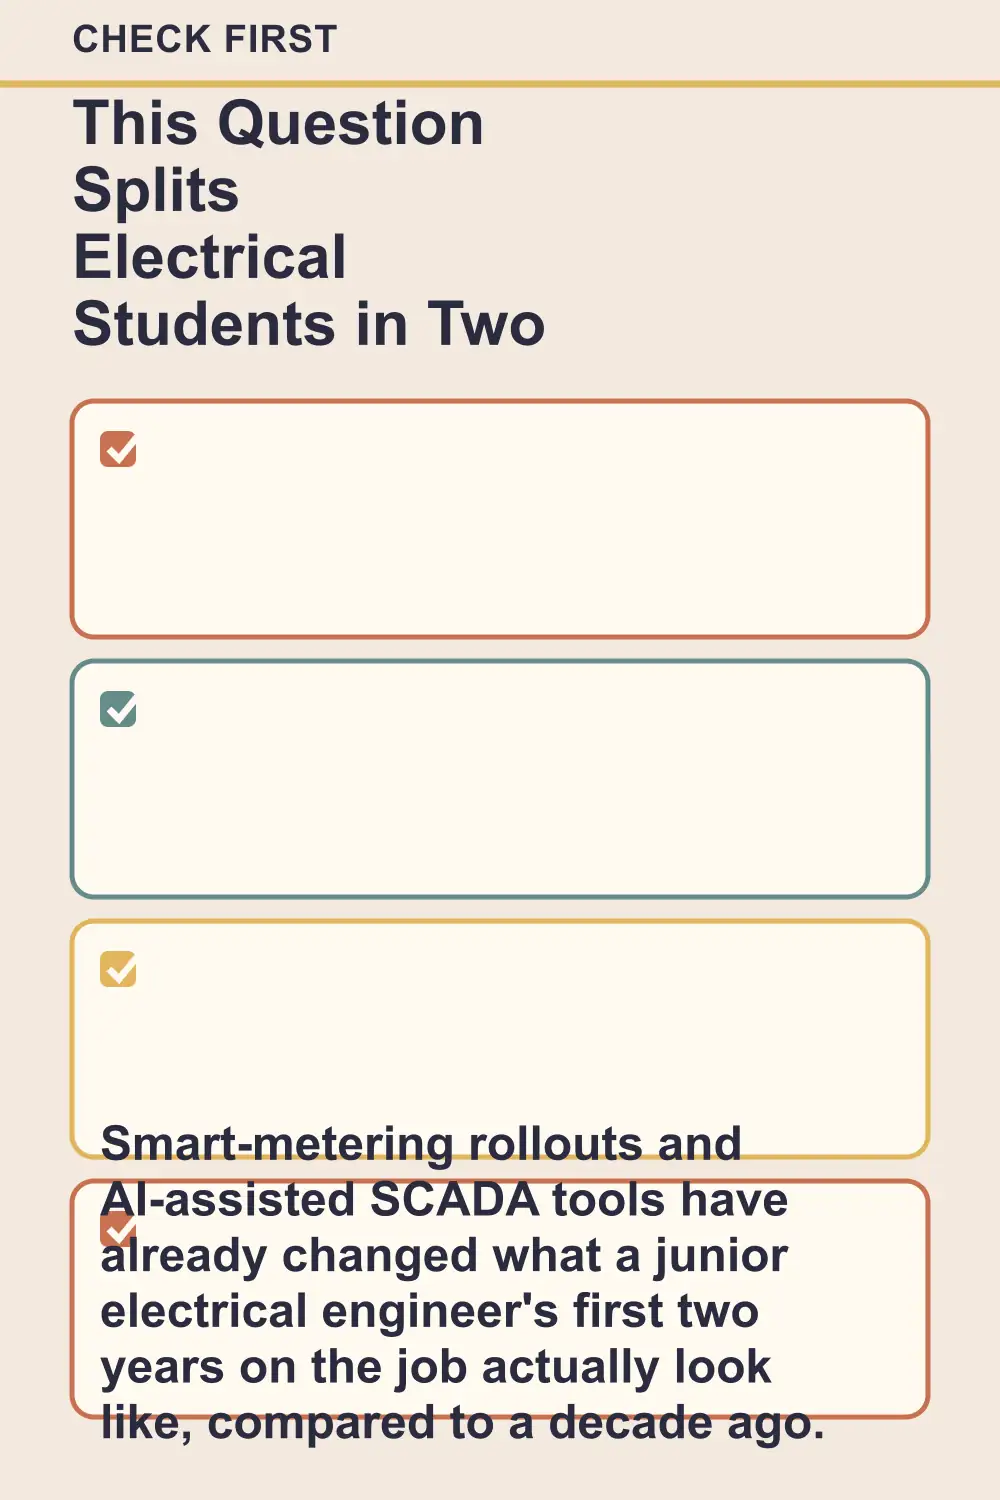 CHECK FIRST
This Question
Splits
Electrical
Students in Two
Smart-metering rollouts and
AI-assisted SCADA tools have
already changed what a junior
electrical engineer's first two
years on the job actually look
like, compared to a decade ago.